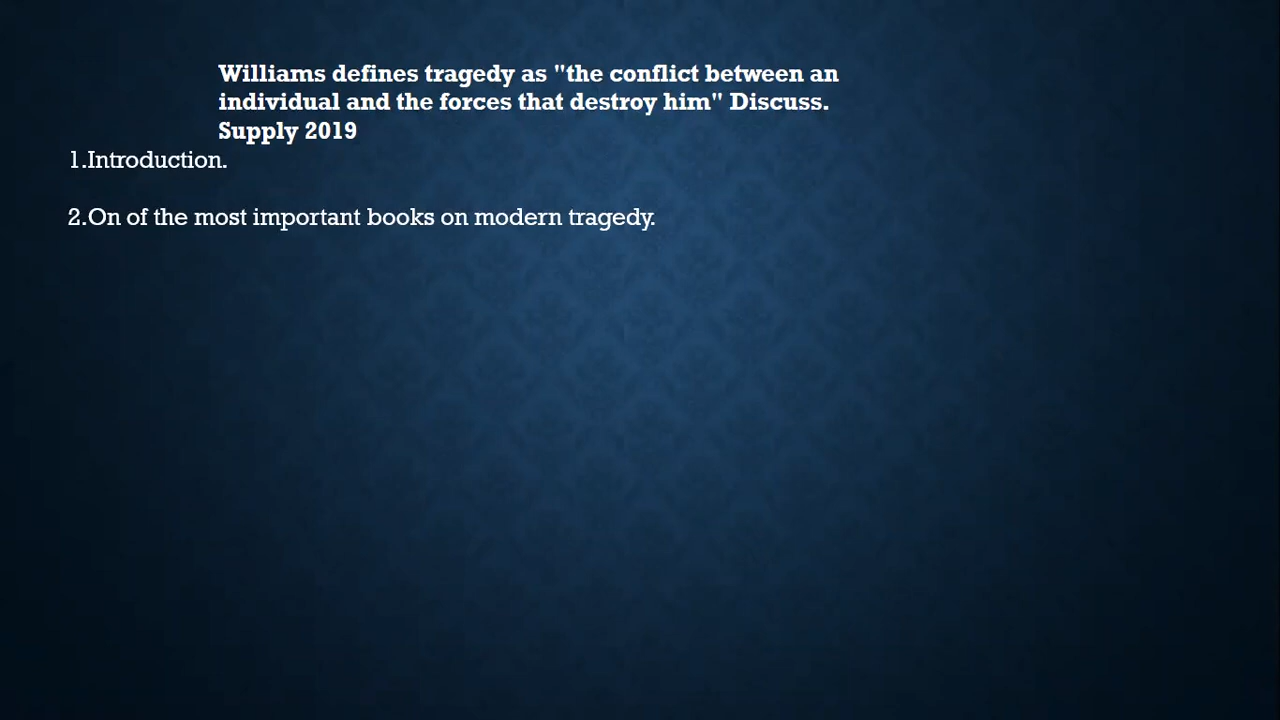 Williams defines tragedy as "the conflict between an
individual and the forces that destroy him" Discuss.
Supply 2019
1.Introduction.
2.On of the most important books on modern tragedy.